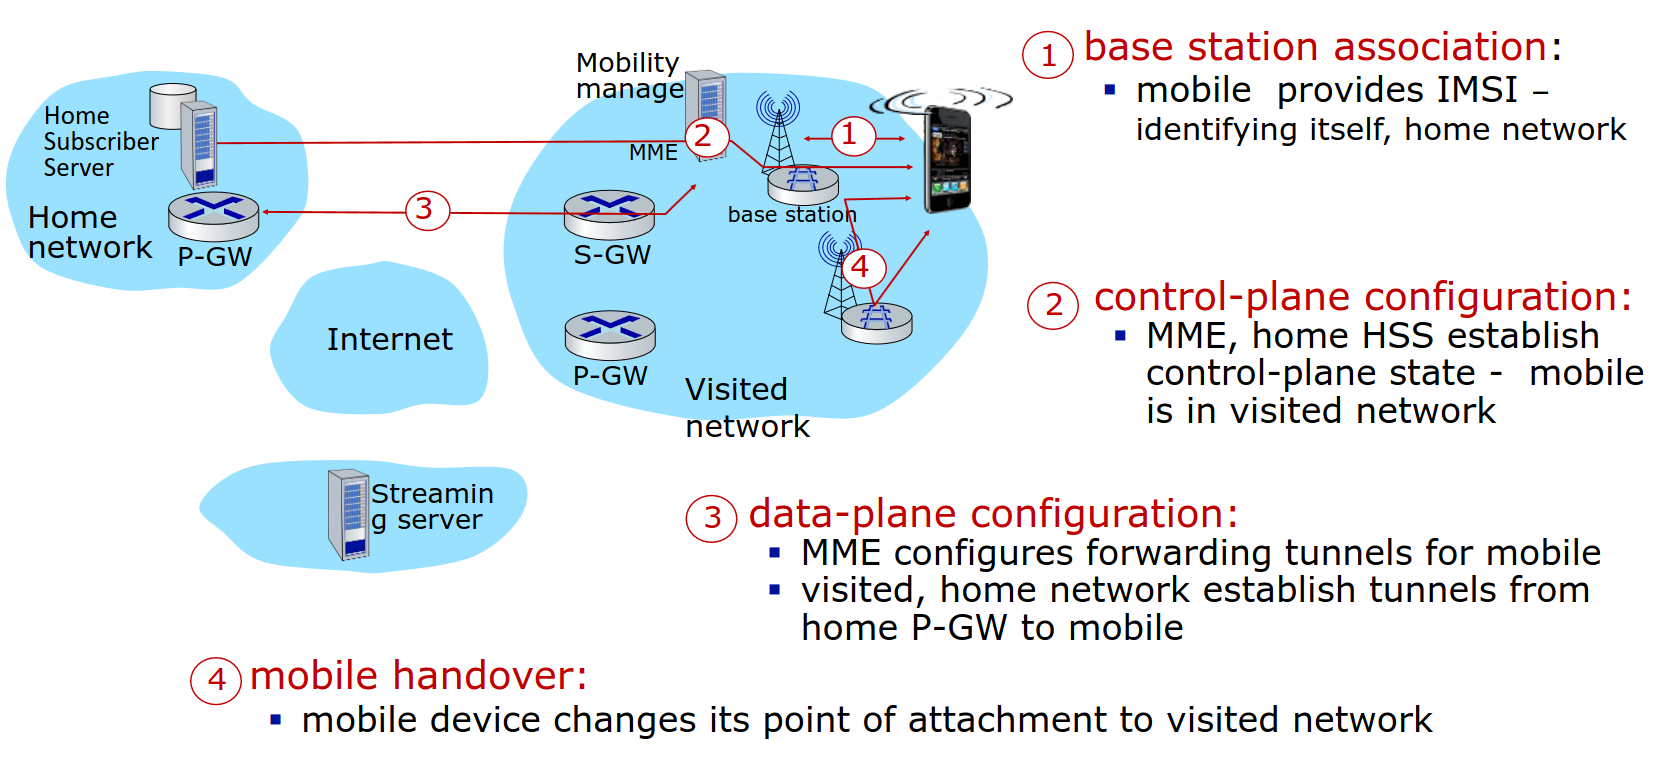 Mobility
manage
Home
Subscriber
Server
MME
2
1
3
Home
network
P-GW
S-GW
base station
4
Internet
P-GW
Visited
network
Streamin
g server
1 base station association:
▪ mobile provides IMSI –
identifying itself, home network
2 control-plane configuration:
▪ MME, home HSS establish
control-plane state - mobile
is in visited network
3 data-plane configuration:
▪ MME configures forwarding tunnels for mobile
▪ visited, home network establish tunnels from
home P-GW to mobile
4 mobile handover:
▪ mobile device changes its point of attachment to visited network